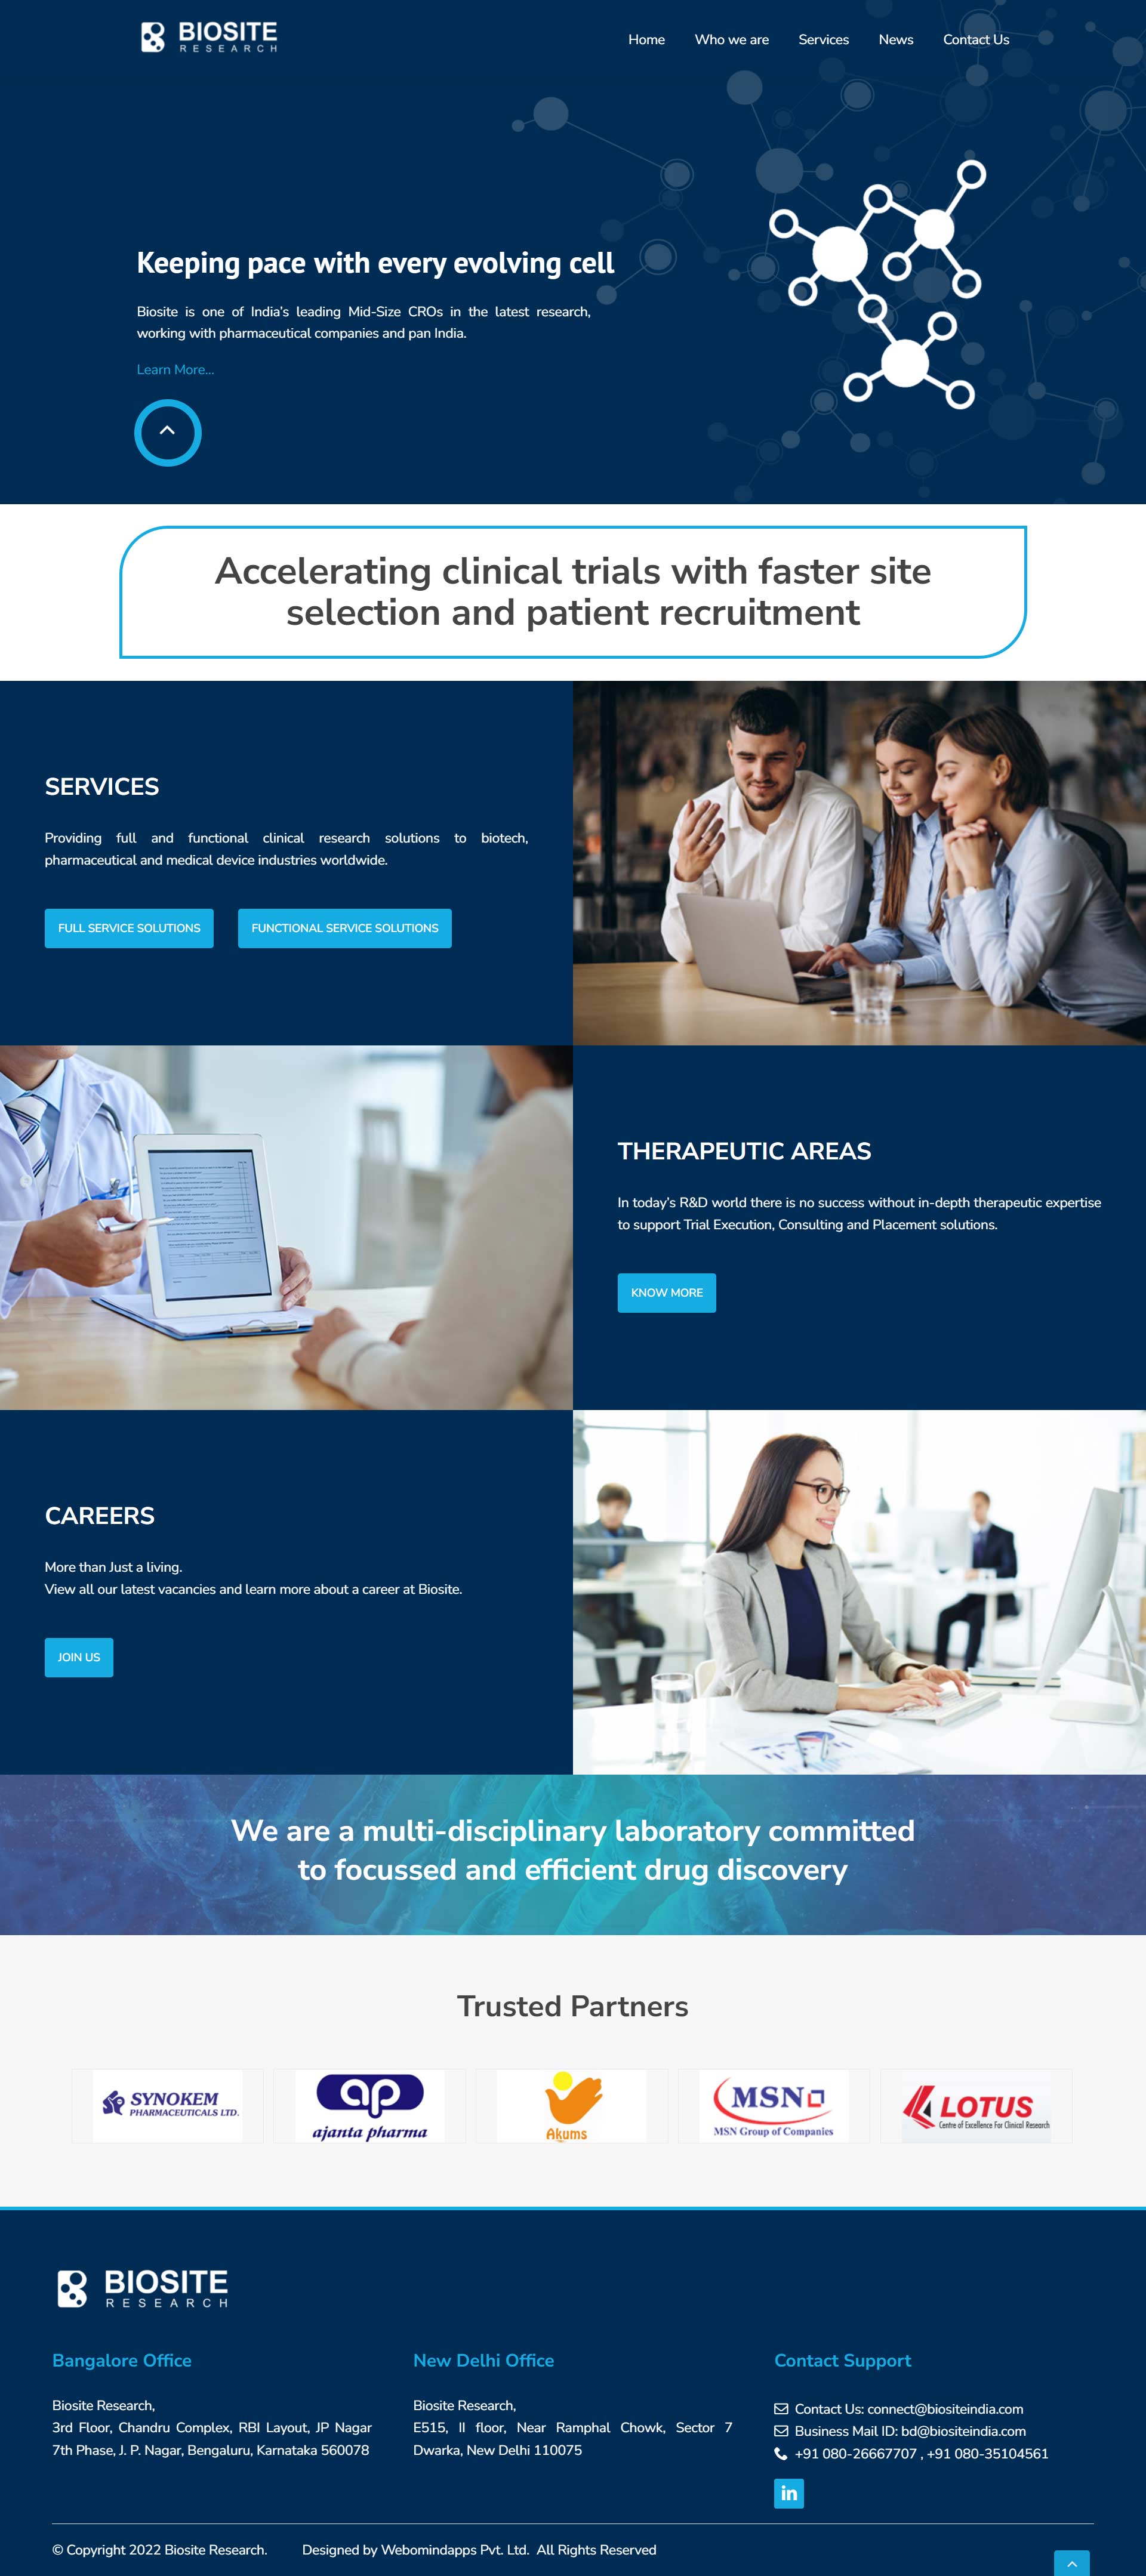 BIOSITE
RESEARCH
Home Who we are Services News Contact Us
Keeping pace with every evolving cell
Biosite is one of India's leading Mid-Size CROs in the latest research,
working with pharmaceutical companies and pan India.
Learn More...
Accelerating clinical trials with faster site
selection and patient recruitment
SERVICES
Providing full and functional clinical research solutions to biotech,
pharmaceutical and medical device industries worldwide.
FULL SERVICE SOLUTIONS FUNCTIONAL SERVICE SOLUTIONS
THERAPEUTIC AREAS
In today's R&D world there is no success without in-depth therapeutic expertise
to support Trial Execution, Consulting and Placement solutions.
KNOW MORE
CAREERS
More than Just a living.
View all our latest vacancies and learn more about a career at Biosite.
JOIN US
We are a multi-disciplinary laboratory committed
to focussed and efficient drug discovery
Trusted Partners
SYNOKEM
PHARMACEUTICALS LTD.
ap
ajanta pharma
Akums
MSN
MSN Group of Companies
LOTUS
Centre of Excellence For Clinical Research
BIOSITE
RESEARCH
Bangalore Office
Biosite Research,
3rd Floor, Chandru Complex, RBI Layout, JP Nagar
7th Phase, J. P. Nagar, Bengaluru, Karnataka 560078
New Delhi Office
Biosite Research,
E515, II floor, Near Ramphal Chowk, Sector 7
Dwarka, New Delhi 110075
Contact Support
Contact Us: connect@biositeindia.com
Business Mail ID: bd@biositeindia.com
+91 080-26667707 , +91 080-35104561
in
© Copyright 2022 Biosite Research. Designed by Webomindapps Pvt. Ltd. All Rights Reserved